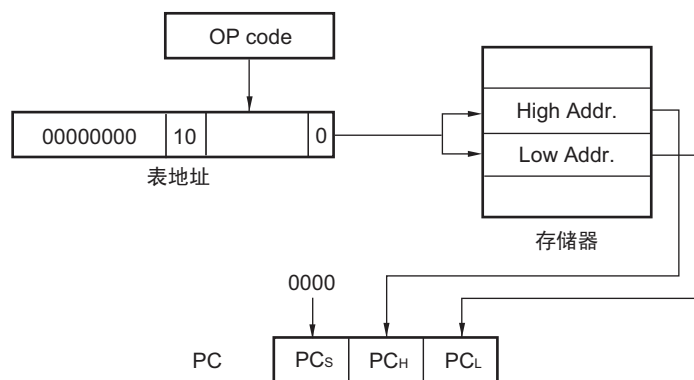 OP code
00000000 10 0
表地址
High Addr.
Low Addr.
存储器
0000
PC PCS PCH PCL